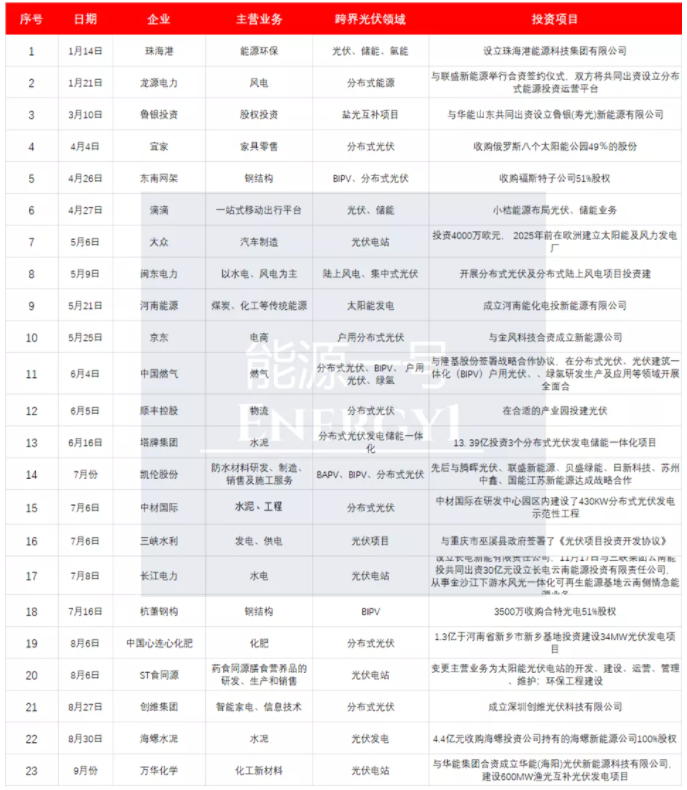 序号 日期 企业 主营业务 跨界光伏领域 投资项目
1 1月14日 珠海港 能源环保 光伏、储能、氢能 设立珠海港能源科技集团有限公司
2 1月21日 龙源电力 风电 分布式能源 与联盛新能源举行合资签约仪式，双方将共同出资设立分布
式能源投资运营平台
3 3月10日 鲁银投资 股权投资 盐光互补项目 与华能山东共同出资设立鲁银(寿光)新能源有限公司
4 4月4日 宜家 家具零售 分布式光伏 收购俄罗斯八个太阳能公园49%的股份
5 4月26日 东南网架 钢结构 BIPV、分布式光伏 收购福斯特子公司51%股权
6 4月27日 滴滴 一站式移动出行平台 光伏、储能 小桔能源布局光伏、储能业务
7 5月6日 大众 汽车制造 光伏电站 投资4000万欧元，2025年前在欧洲建立太阳能及风力发电
厂
8 5月9日 闽东电力 以水电、风电为主 陆上风电、集中式光伏 开展分布式光伏及分布式陆上风电项目投资建
9 5月21日 河南能源 煤炭、化工等传统能源 太阳能发电 成立河南能化电投新能源有限公司
10 5月25日 京东 电商 户用分布式光伏 与金风科技合资成立新能源公司
11 6月4日 中国燃气 燃气 分布式光伏、BIPV、户用
光伏、绿氢 与隆基股份签署战略合作协议，在分布式光伏、光伏建筑一
体化（BIPV）户用光伏、、绿氢研发生产及应用等领域开展
全面会
12 6月5日 顺丰控股 物流 分布式光伏 在合适的产业园投建光伏
13 6月16日 塔牌集团 水泥 分布式光伏发电储能一体
化 13.39亿投资3个分布式光伏发电储能一体化项目
14 7月份 凯伦股份 防水材料研发、制造、
销售及施工服务 BAPV、BIPV、分布式光伏 先后与腾晖光伏、联盛新能源、贝盛绿能、日新科技、苏州
中鑫、国能江苏新能源达成战略合作
15 7月6日 中材国际 水泥、工程 分布式光伏 中材国际在研发中心园区内建设了430KW分布式光伏发电
示范性工程
16 7月6日 三峡水利 发电、供电 光伏项目 与重庆市巫溪县政府签署了《光伏项目投资开发协议》
17 7月8日 长江电力 水电 光伏电站 设立长电新能有限责任公司，11月17日与三峡集团云南能
投共同出资30亿元设立长电云南能源投资有限责任公司，
从事金沙江下游水风光一体化可再生能源基地云南侧情急能
源业务
18 7月16日 杭萧钢构 钢结构 BIPV 3500万收购合特光电51%股权
19 8月6日 中国心连心化肥 化肥 分布式光伏 1.3亿于河南省新乡市新乡基地投资建设34MW光伏发电项
目
20 8月6日 ST食同源 药食同源膳食营养品的
研发、生产和销售 光伏电站 变更主营业务为太阳能光伏电站的开发、建设、运营、管理
、维护；环保工程建设
21 8月27日 创维集团 智能家电、信息技术 分布式光伏 成立深圳创维光伏科技有限公司
22 8月30日 海螺水泥 水泥 光伏发电 4.4亿元收购海螺投资公司持有的海螺新能源公司100%股权
23 9月份 万华化学 化工新材料 光伏电站 与华能集团合资成立华能(海阳)光伏新能源科技有限公司，
建设600MW渔光互补光伏发电项目
能源一号
ENERGY1